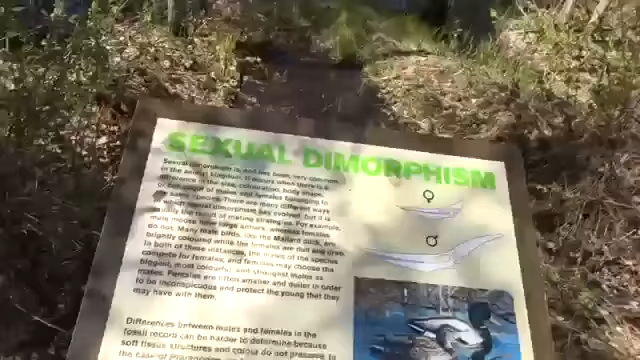 SEXUAL DIMORPHISM
Sexual dimorphism is, and has been, very common
in the animal kingdom. It occurs when there is a
difference in the size, colouration, body shape,
or behaviour of males and females belonging to
the same species. There are many different ways
in which sexual dimorphism has evolved, but it is
usually the result of mating strategies. For example,
male moose have large antlers, whereas females
do not. Many male birds, like the Mallard duck, are
brightly coloured while the females are dull and drab.
In both of these instances, the males of the species
compete for females, and females may choose the
biggest, most colourful, and strongest males as
mates. Females are often smaller and duller in order
to be inconspicuous and protect the young that they
may have with them.
Differences between males and females in the
fossil record can be harder to determine because
soft tissue structures and colour do not preserve. In
the case of
♀
♂